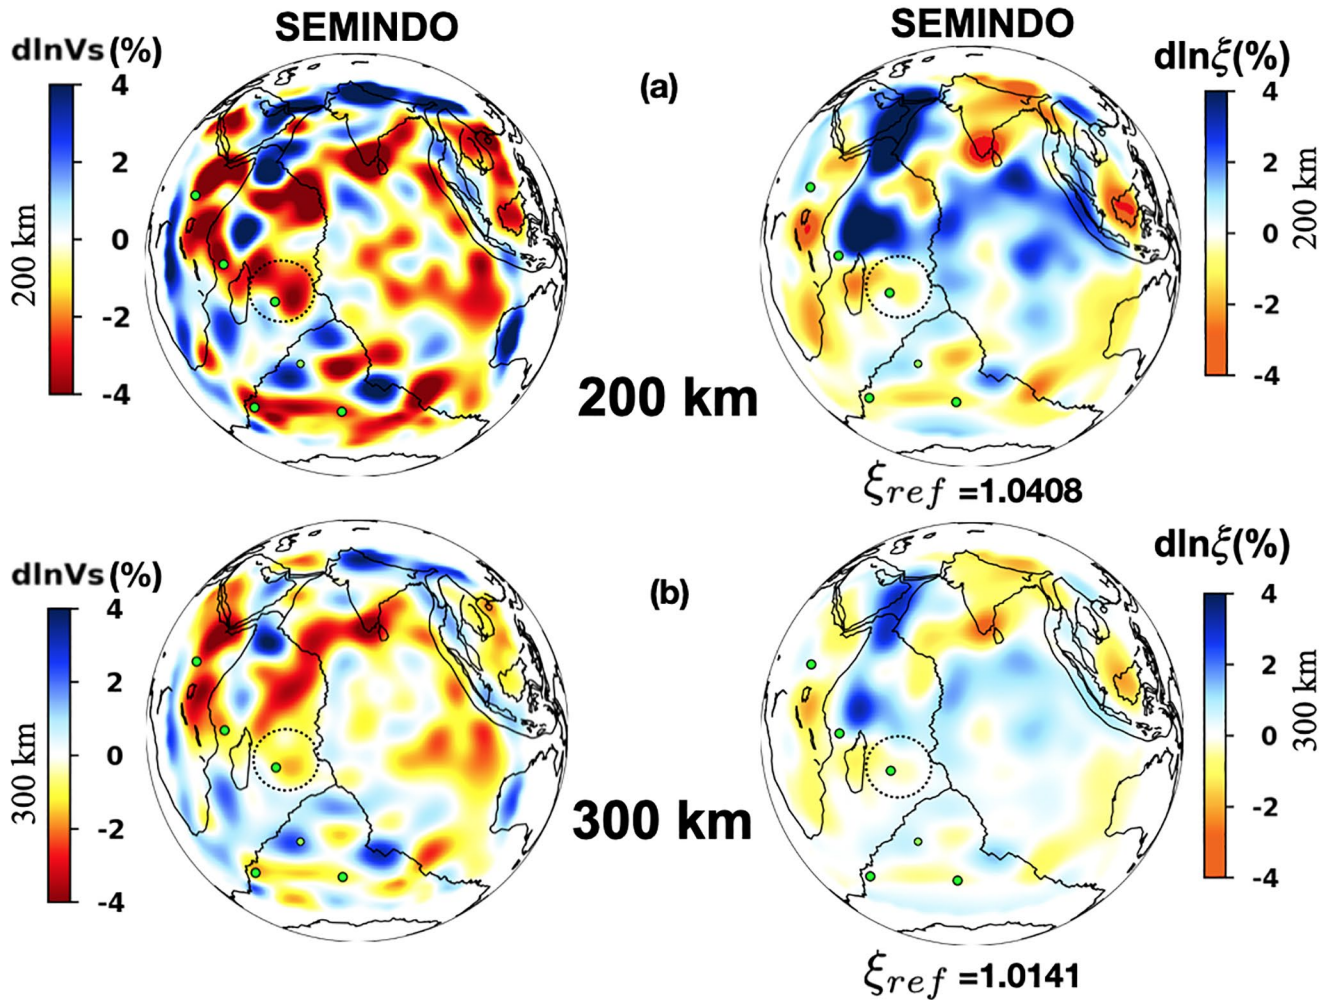 SEMINDO
SEMINDO
dlnVs (%)
(a)
dlnξ(%)
4
2
0
-2
-4
200 km
4
2
0
-2
-4
200 km
200 km
ξref =1.0408
dlnVs (%)
(b)
dlnξ(%)
4
2
0
-2
-4
300 km
4
2
0
-2
-4
300 km
300 km
ξref =1.0141